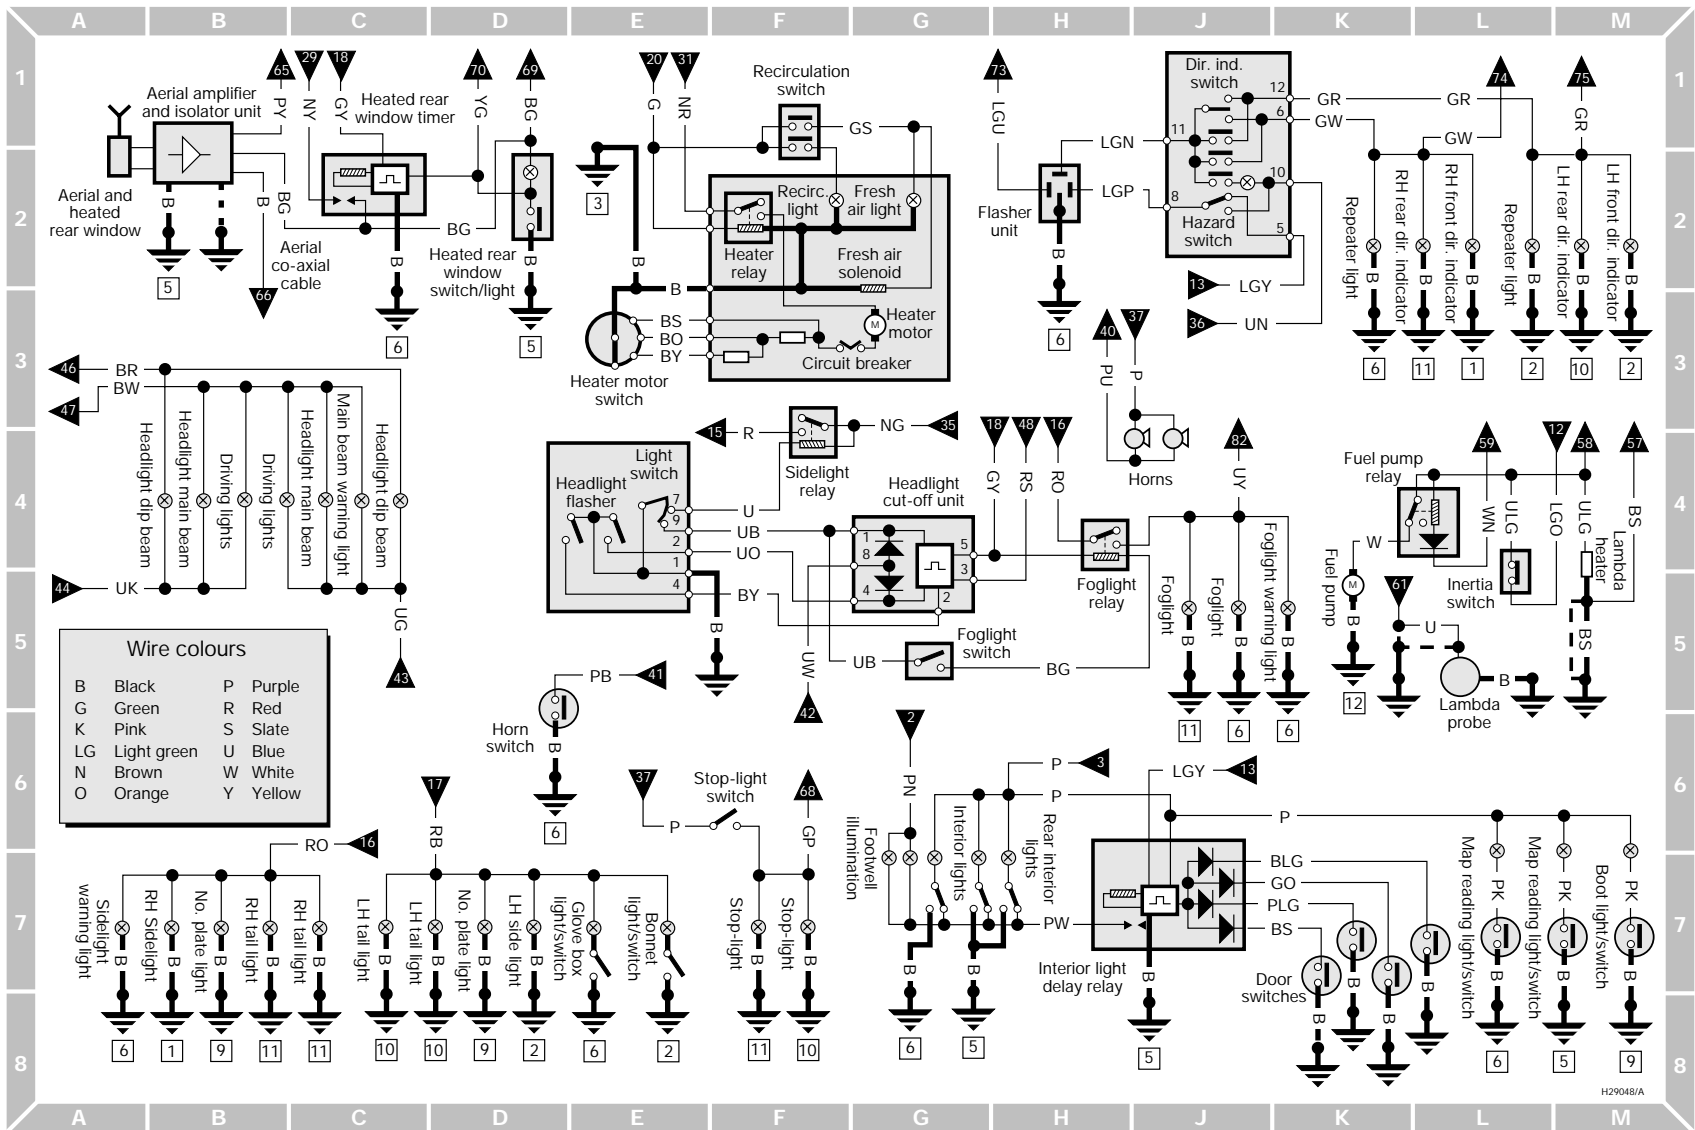 A B C D E F G H J K L M
1
65
29
18
70
69
20
31
73
74
75
Aerial amplifier
and isolator unit
PY
NY
GY
Heated rear
window timer
YG
BG
G
NR
Recirculation
switch
GS
LGU
LGN
LGP
Dir. ind.
switch
12
6
11
10
8
5
Hazard
switch
GR
GW
GR
GW
GR
1
2
Aerial and
heated
rear window
B
5
B
BG
66
Aerial
co-axial
cable
B
6
BG
Heated rear
window
switch/light
B
5
3
B
B
Recirc.
light
Fresh
air light
Heater
relay
Fresh air
solenoid
Heater
motor
M
Circuit breaker
BS
BO
BY
Heater motor
switch
Flasher
unit
B
6
13
LGY
36
UN
Repeater light
B
6
RH rear dir. indicator
B
11
RH front dir. indicator
B
1
Repeater light
B
2
LH rear dir. indicator
B
10
LH front dir. indicator
B
2
2
3
46
BR
BW
47
Headlight dip beam
Headlight main beam
Driving lights
Driving lights
Headlight main beam
Main beam warning light
Headlight dip beam
44
UK
UG
43
15
R
NG
35
Sidelight
relay
40
37
PU
P
Horns
3
4
Light
switch
Headlight
flasher
7
9
2
1
4
U
UB
UO
BY
B
Headlight
cut-off unit
1
8
4
5
3
2
18
48
16
GY
RS
RO
Foglight
relay
82
UY
Foglight
B
11
Foglight
B
6
Foglight warning light
B
6
UW
42
UB
Foglight
switch
BG
Fuel pump
relay
59
12
58
57
WN
ULG
LGO
ULG
BS
W
Fuel pump
M
B
12
Inertia
switch
Lambda
heater
BS
61
U
B
Lambda
probe
4
5
Wire colours
B Black P Purple
G Green R Red
K Pink S Slate
LG Light green U Blue
N Brown W White
O Orange Y Yellow
PB
41
Horn
switch
B
6
5
6
17
RB
RO
16
37
P
Stop-light
switch
68
GP
2
PN
P
3
P
LGY
13
P
Footwell
illumination
Interior lights
Rear interior
lights
PW
B
6
B
5
Interior light
delay relay
B
5
BLG
GO
PLG
BS
Door
switches
B
B
B
B
6
7
Sidelight
warning light
B
6
RH Sidelight
B
1
No. plate light
B
9
RH tail light
B
11
RH tail light
B
11
LH tail light
B
10
LH tail light
B
10
No. plate light
B
9
LH side light
B
2
Glove box
light/switch
B
6
Bonnet
light/switch
B
2
Stop-light
B
11
Stop-light
B
10
Map reading light/switch
PK
B
6
Map reading light/switch
PK
B
5
Boot light/switch
PK
B
9
7
8
8
H29048/A
A B C D E F G H J K L M